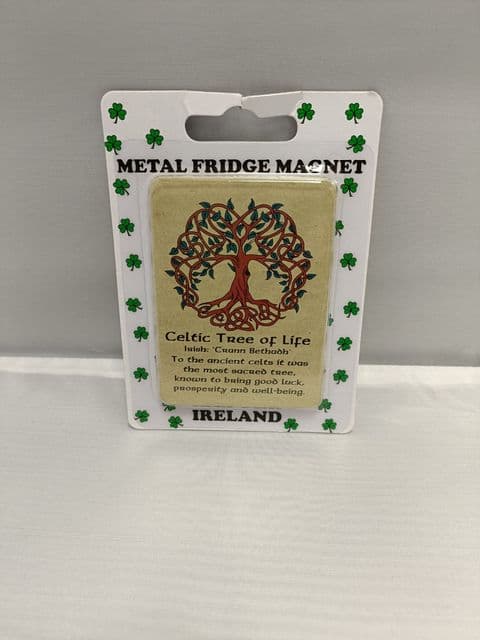 METAL FRIDGE MAGNET
Celtic Tree of Life
Irish: 'Crann Bethadh'
To the ancient celts it was
the most sacred tree,
known to bring good luck,
prosperity and well-being.
IRELAND